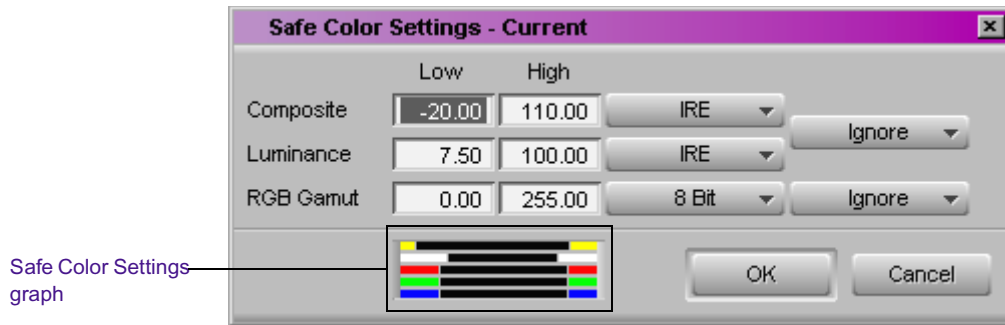 Safe Color Settings - Current
Low High
Composite -20.00 110.00 IRE Ignore
Luminance 7.50 100.00 IRE
RGB Gamut 0.00 255.00 8 Bit Ignore
Safe Color Settings
graph
OK Cancel